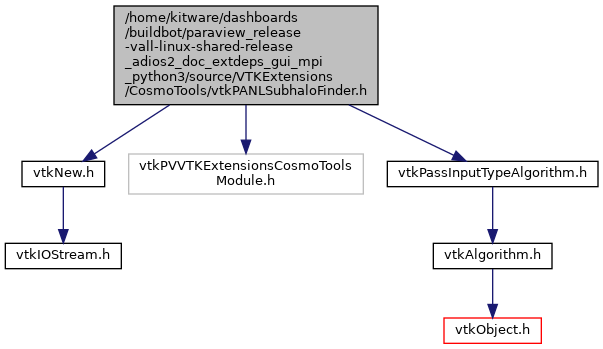 /home/kitware/dashboards
/buildbot/paraview_release
-vall-linux-shared-release
_adios2_doc_extdeps_gui_mpi
_python3/source/VTKExtensions
/CosmoTools/vtkPANLSubhaloFinder.h
vtkNew.h
vtkPVVTKExtensionsCosmoTools
Module.h
vtkPassInputTypeAlgorithm.h
vtkIOStream.h
vtkAlgorithm.h
vtkObject.h